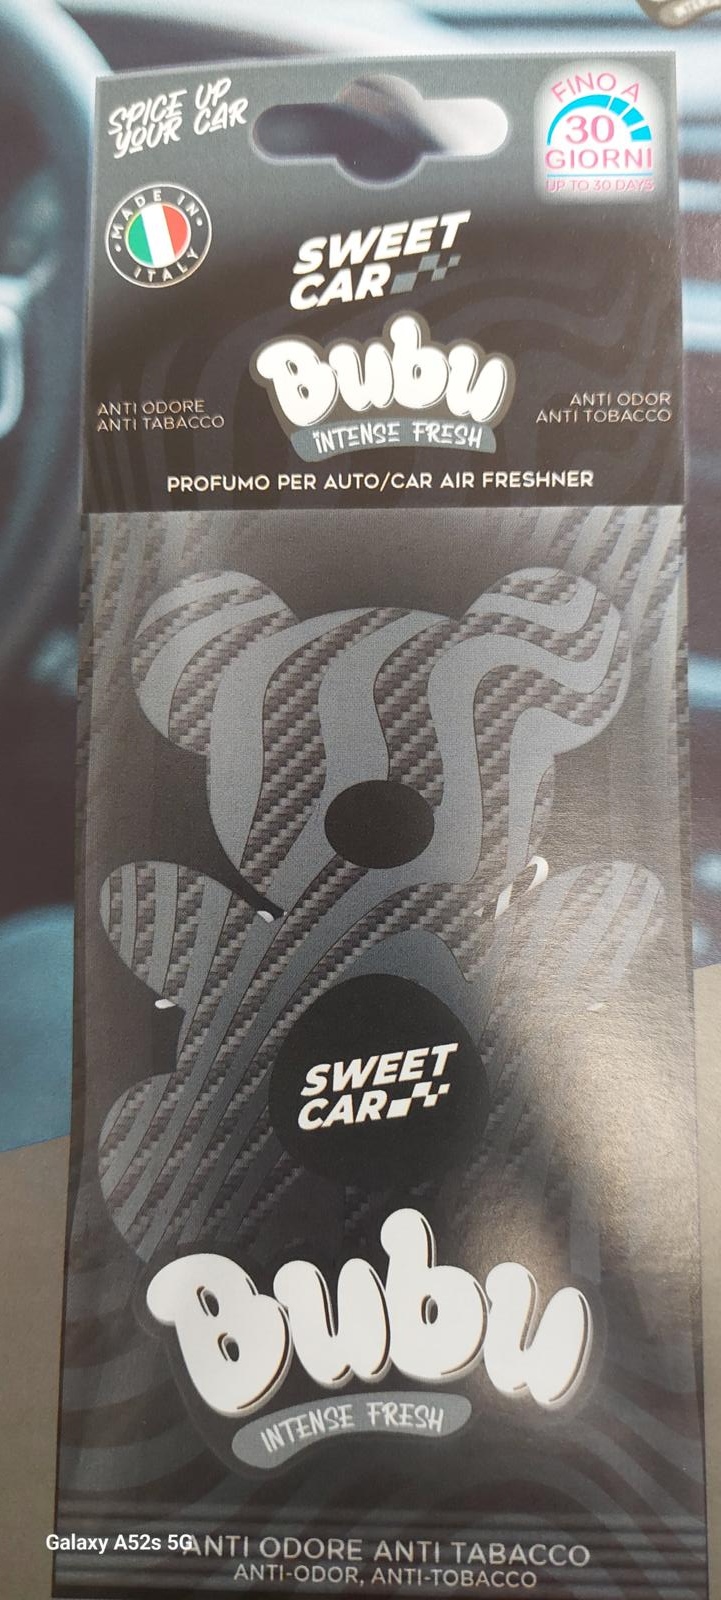 SPICE UP
YOUR CAR
FINO A
30
GIORNI
UP TO 30 DAYS
MADE IN
ITALY
SWEET
CAR
Bubu
INTENSE FRESH
ANTI ODORE
ANTI TABACCO
ANTI ODOR
ANTI TOBACCO
PROFUMO PER AUTO/CAR AIR FRESHNER
SWEET
CAR
Bubu
INTENSE FRESH
Galaxy A52s 5G
ANTI ODORE ANTI TABACCO
ANTI-ODOR, ANTI-TOBACCO